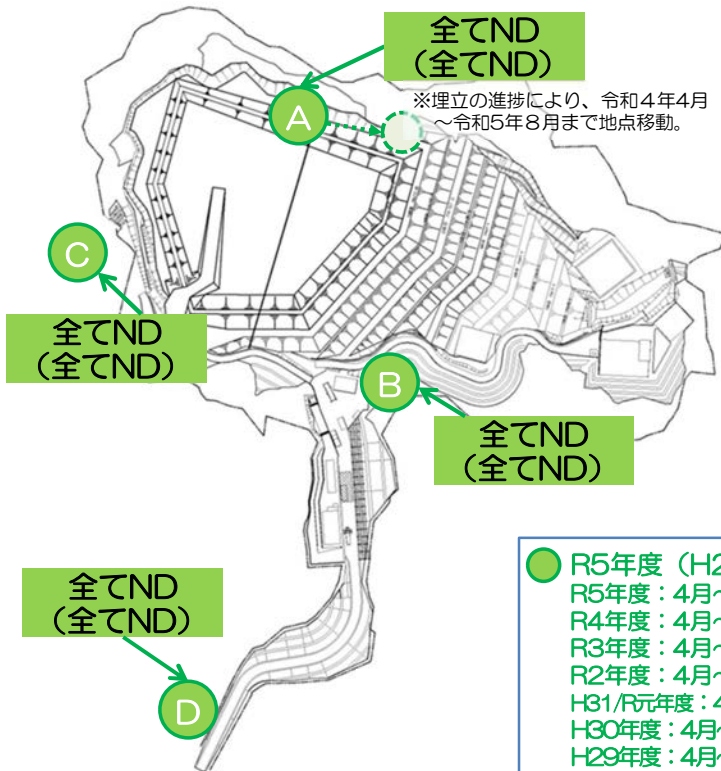 全てND
(全てND)
※埋立の進捗により、令和4年4月
～令和5年8月まで地点移動。
A
C
全てND
(全てND)
B
全てND
(全てND)
全てND
(全てND)
D
R5年度（H2
R5年度：4月～
R4年度：4月～
R3年度：4月～
R2年度：4月～
H31/R元年度：4
H30年度：4月～
H29年度：4月～